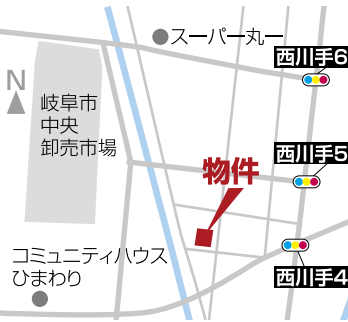 スーパー丸一
西川手6
N
岐阜市
中央
卸売市場
西川手5
物件
コミュニティハウス
ひまわり
西川手4